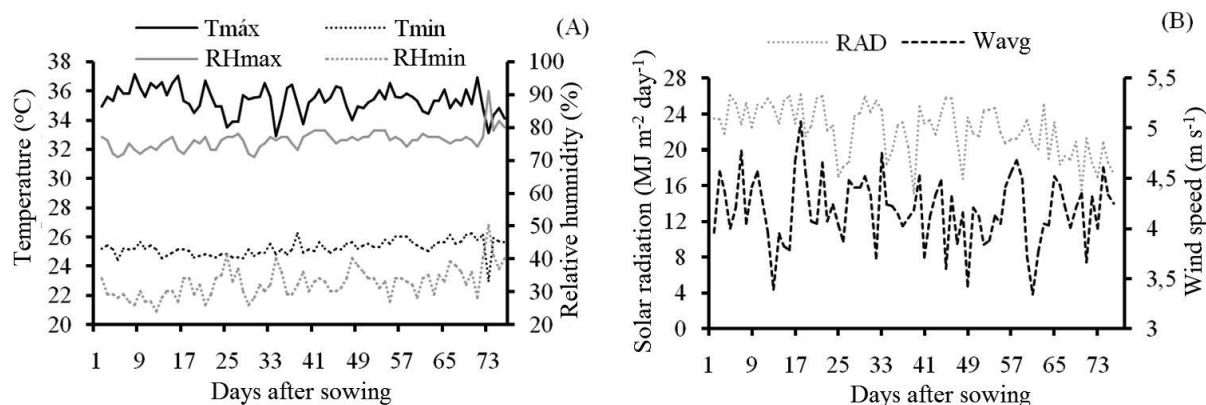 Tmáx Tmin (A)
RHmax RHmin
Temperature (ºC)
36
34
32
30
28
26
24
22
20
100
90
80
70
60
50
40
30
20
Relative hummidity (%)
38
1 9 17 25 33 41 49 57 65 73
Days after sowing
(B)
RAD Wavg
Solar radiation (MJ m⁻² day⁻¹)
28
24
20
16
12
8
4
0
5,5
5
4,5
4
3,5
3
Wind speed (m s⁻¹)
1 9 17 25 33 41 49 57 65 73
Days after sowing